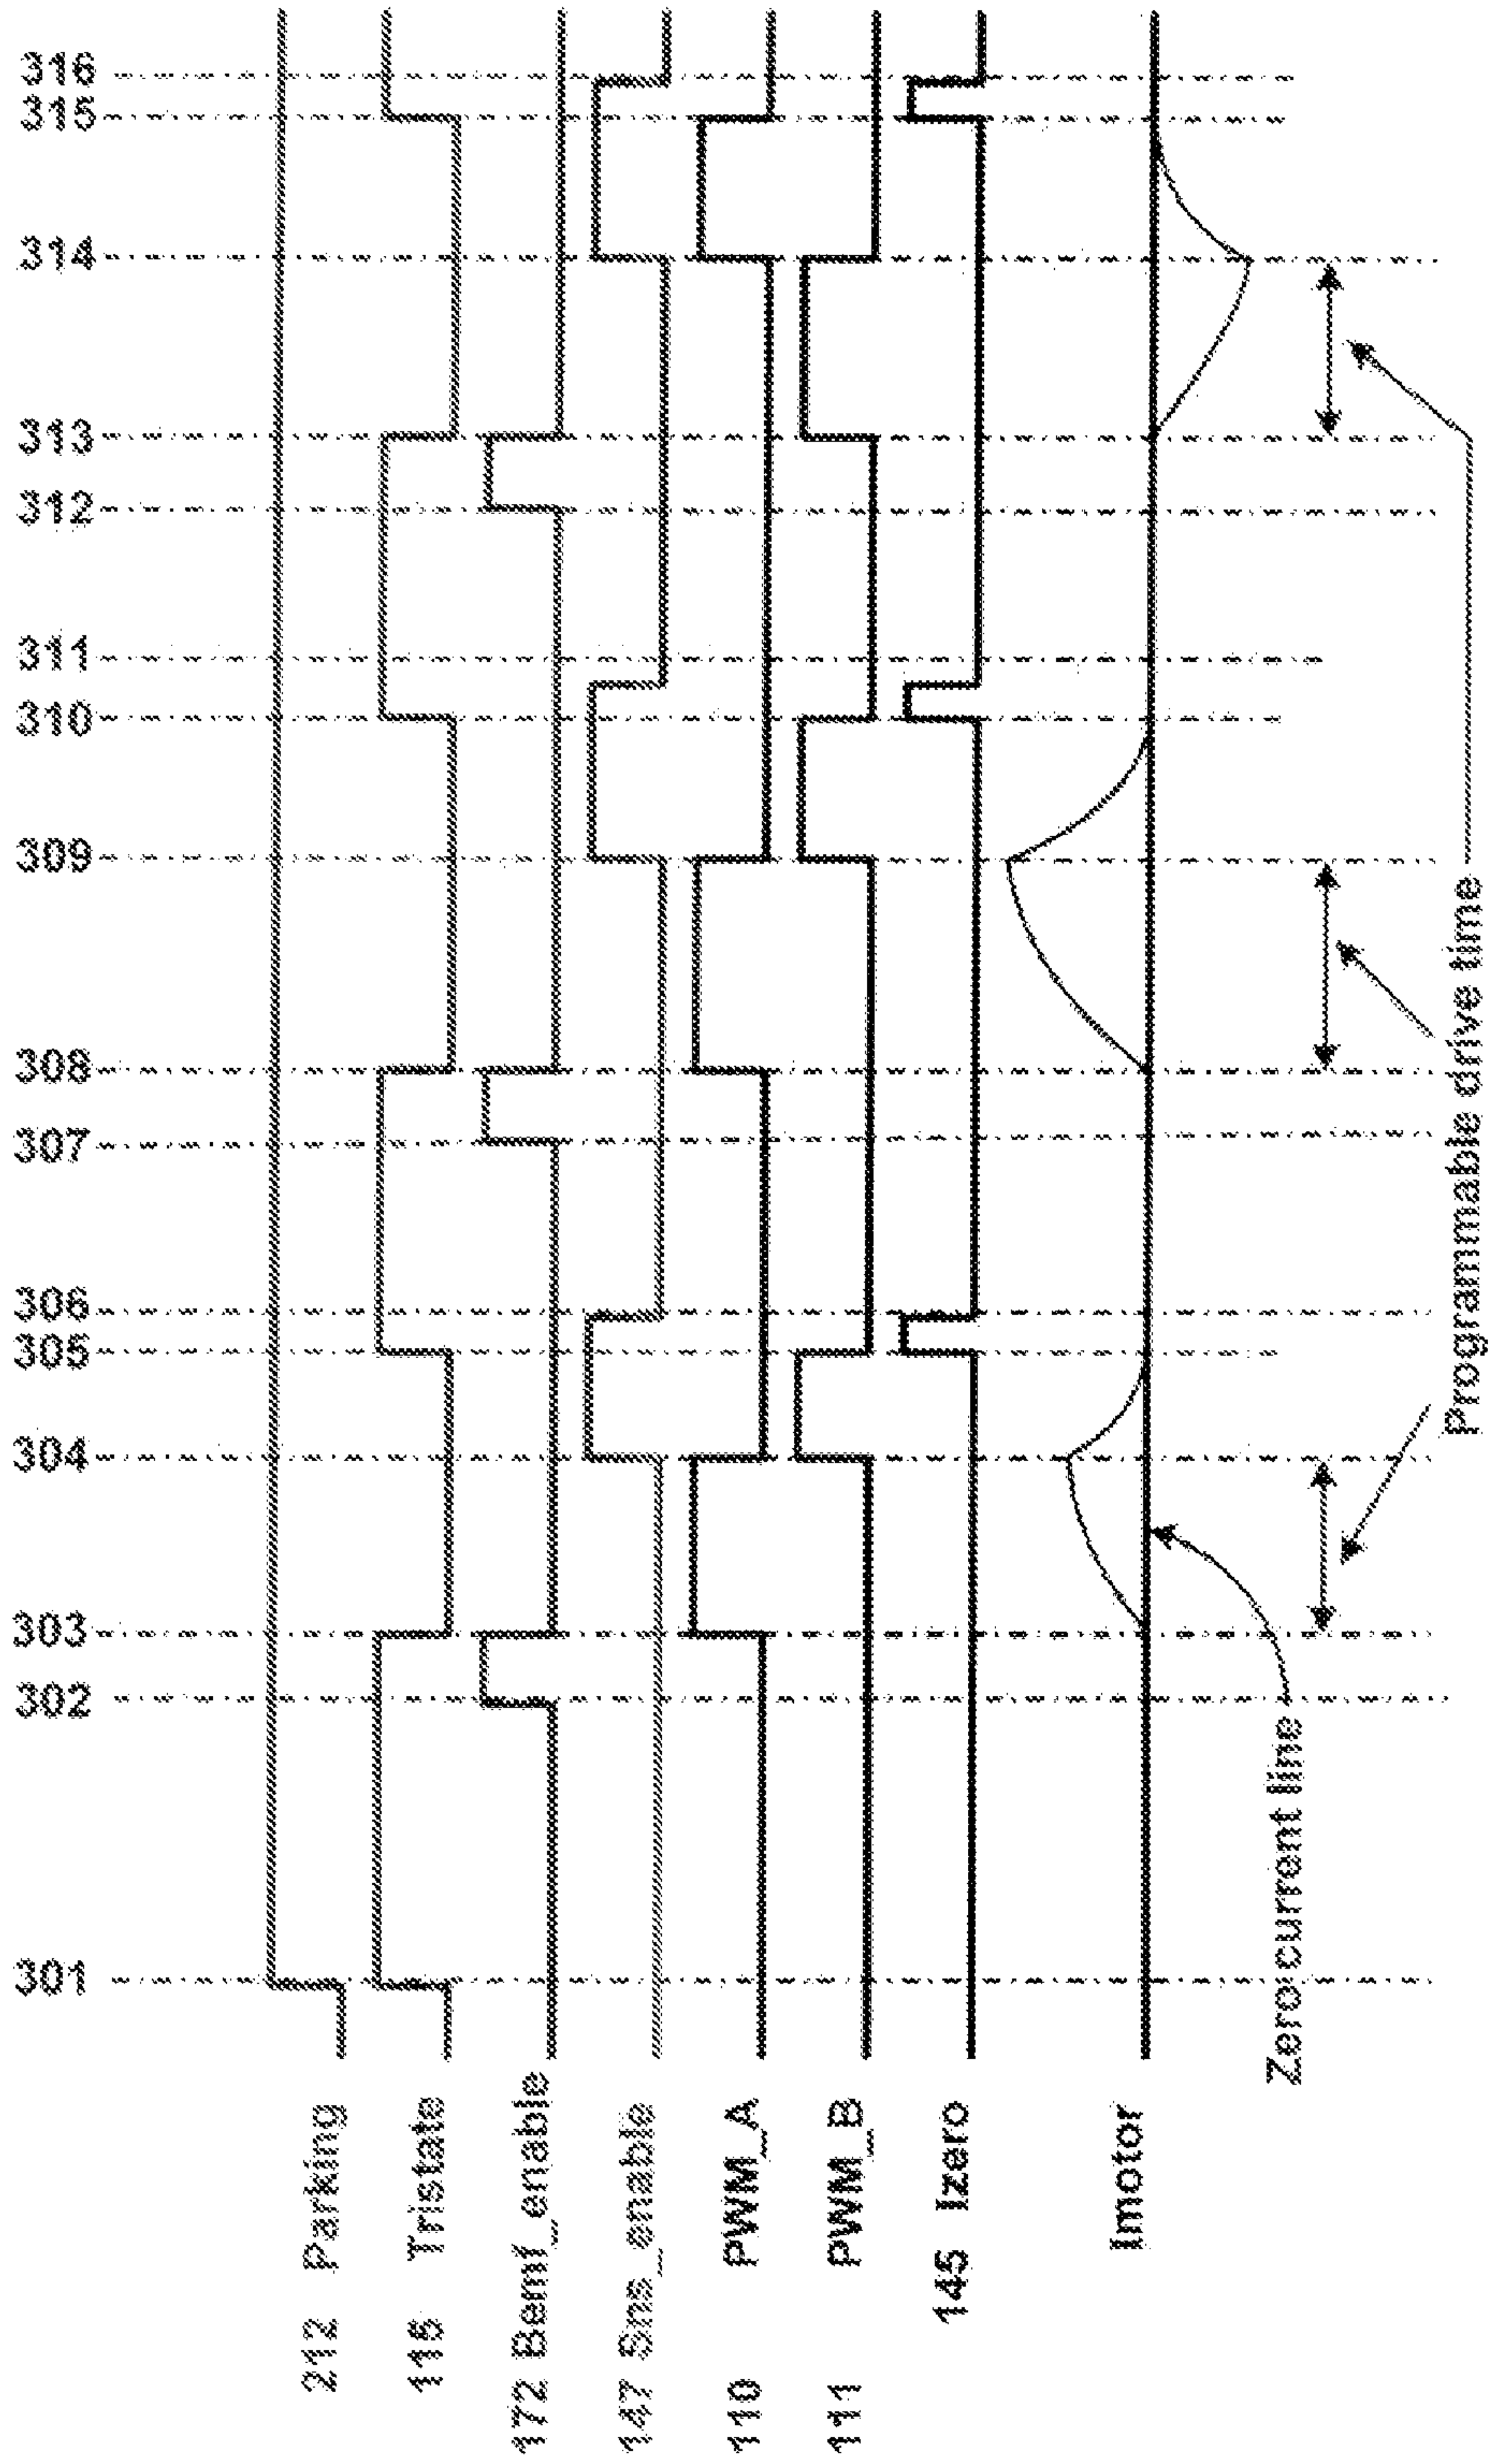 316
315
314
313
312
311
310
309
308
307
306
305
304
303
302
301
212 Parking
115 Tristate
172 Bemf_enable
147 Sns_enable
110 PWM_A
111 PWM_B
145 Izero
Imotor
Zero current line
Programmable drive time